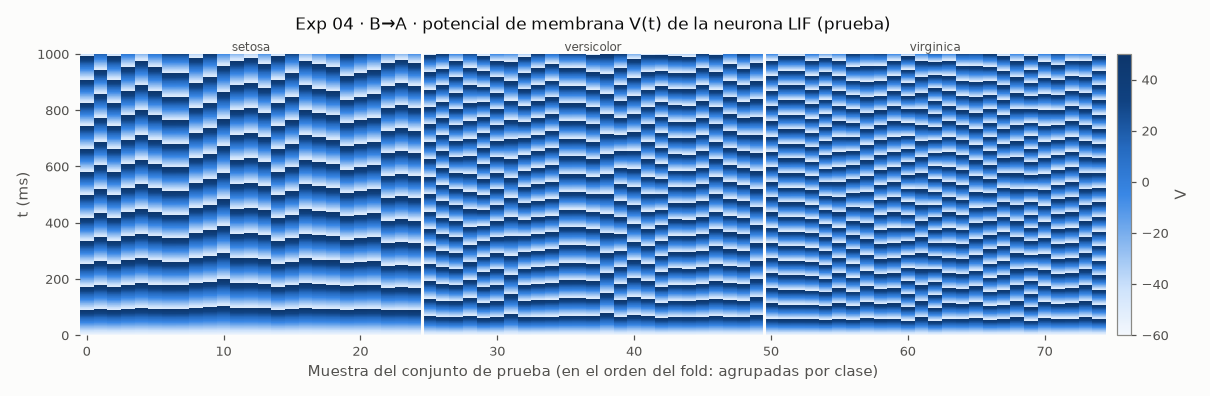 Exp 04 · B→A · potencial de membrana V(t) de la neurona LIF (prueba)
setosa versicolor virginica
1000
800
600
400
200
0
t (ms)
0 10 20 30 40 50 60 70
Muestra del conjunto de prueba (en el orden del fold: agrupadas por clase)
40
20
0
−20
−40
−60
V